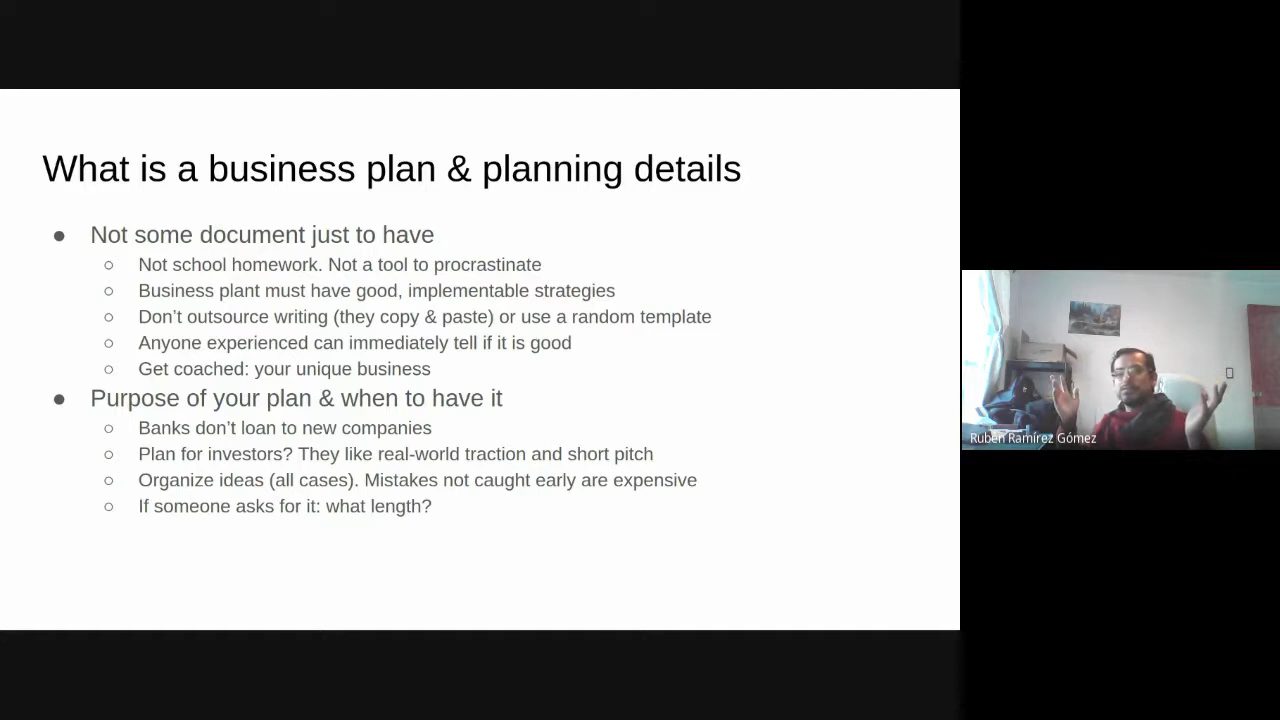 What is a business plan & planning details
● Not some document just to have
○ Not school homework. Not a tool to procrastinate
○ Business plant must have good, implementable strategies
○ Don’t outsource writing (they copy & paste) or use a random template
○ Anyone experienced can immediately tell if it is good
○ Get coached: your unique business
● Purpose of your plan & when to have it
○ Banks don’t loan to new companies
○ Plan for investors? They like real-world traction and short pitch
○ Organize ideas (all cases). Mistakes not caught early are expensive
○ If someone asks for it: what length?
Rubén Ramírez Gómez